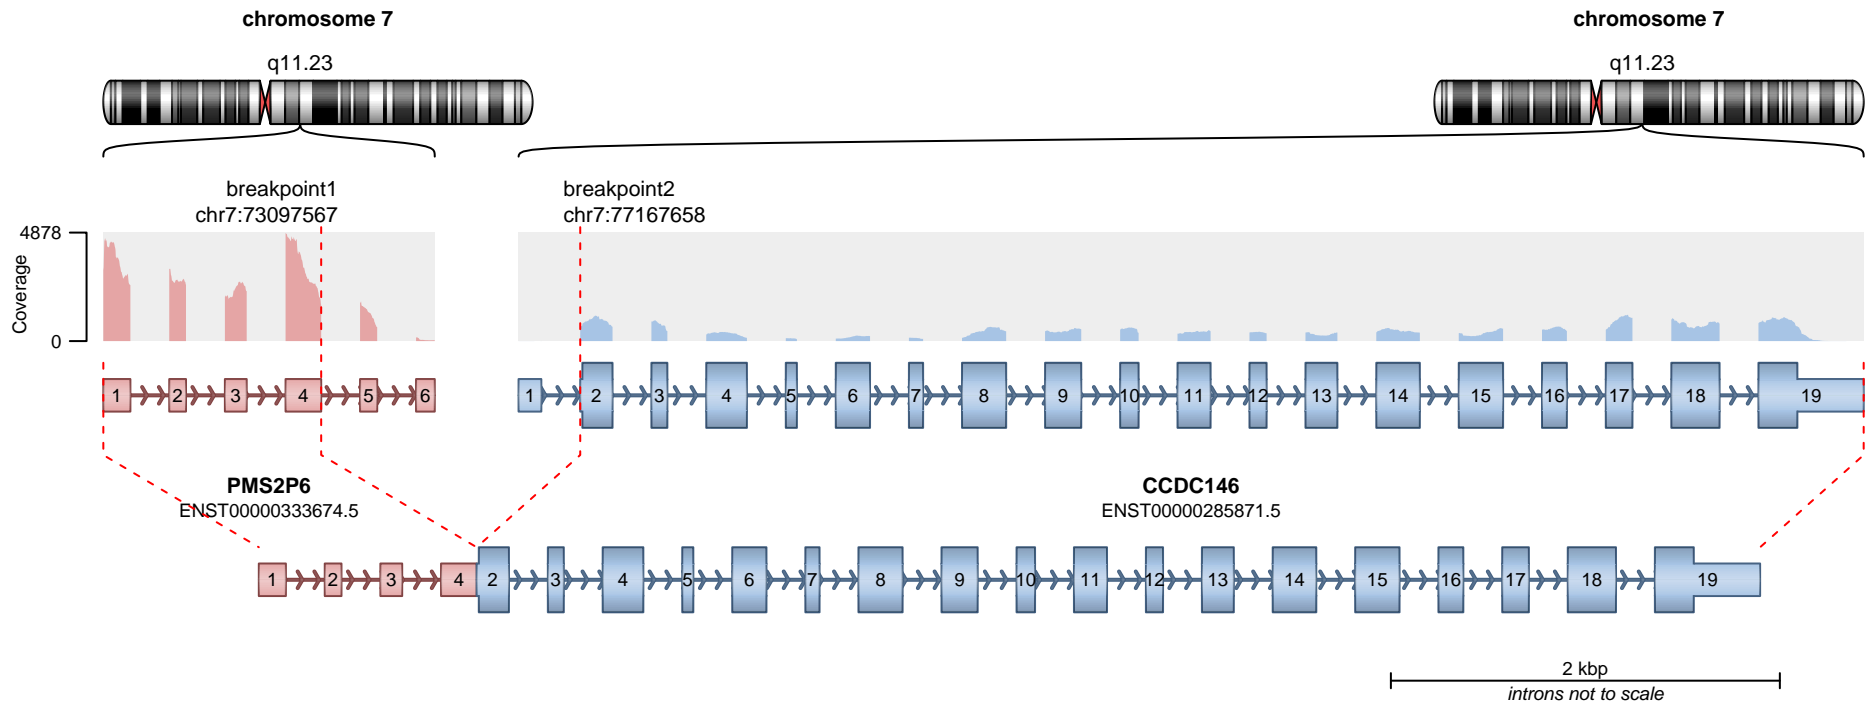 chromosome 7
chromosome 7
q11.23
q11.23
breakpoint1
chr7:73097567
breakpoint2
chr7:77167658
4878
Coverage
0
1 2 3 4 5 6
1 2 3 4 5 6 7 8 9 10 11 12 13 14 15 16 17 18 19
PMS2P6
ENST00000333674.5
CCDC146
ENST00000285871.5
1 2 3 4 2 3 4 5 6 7 8 9 10 11 12 13 14 15 16 17 18 19
2 kbp
introns not to scale